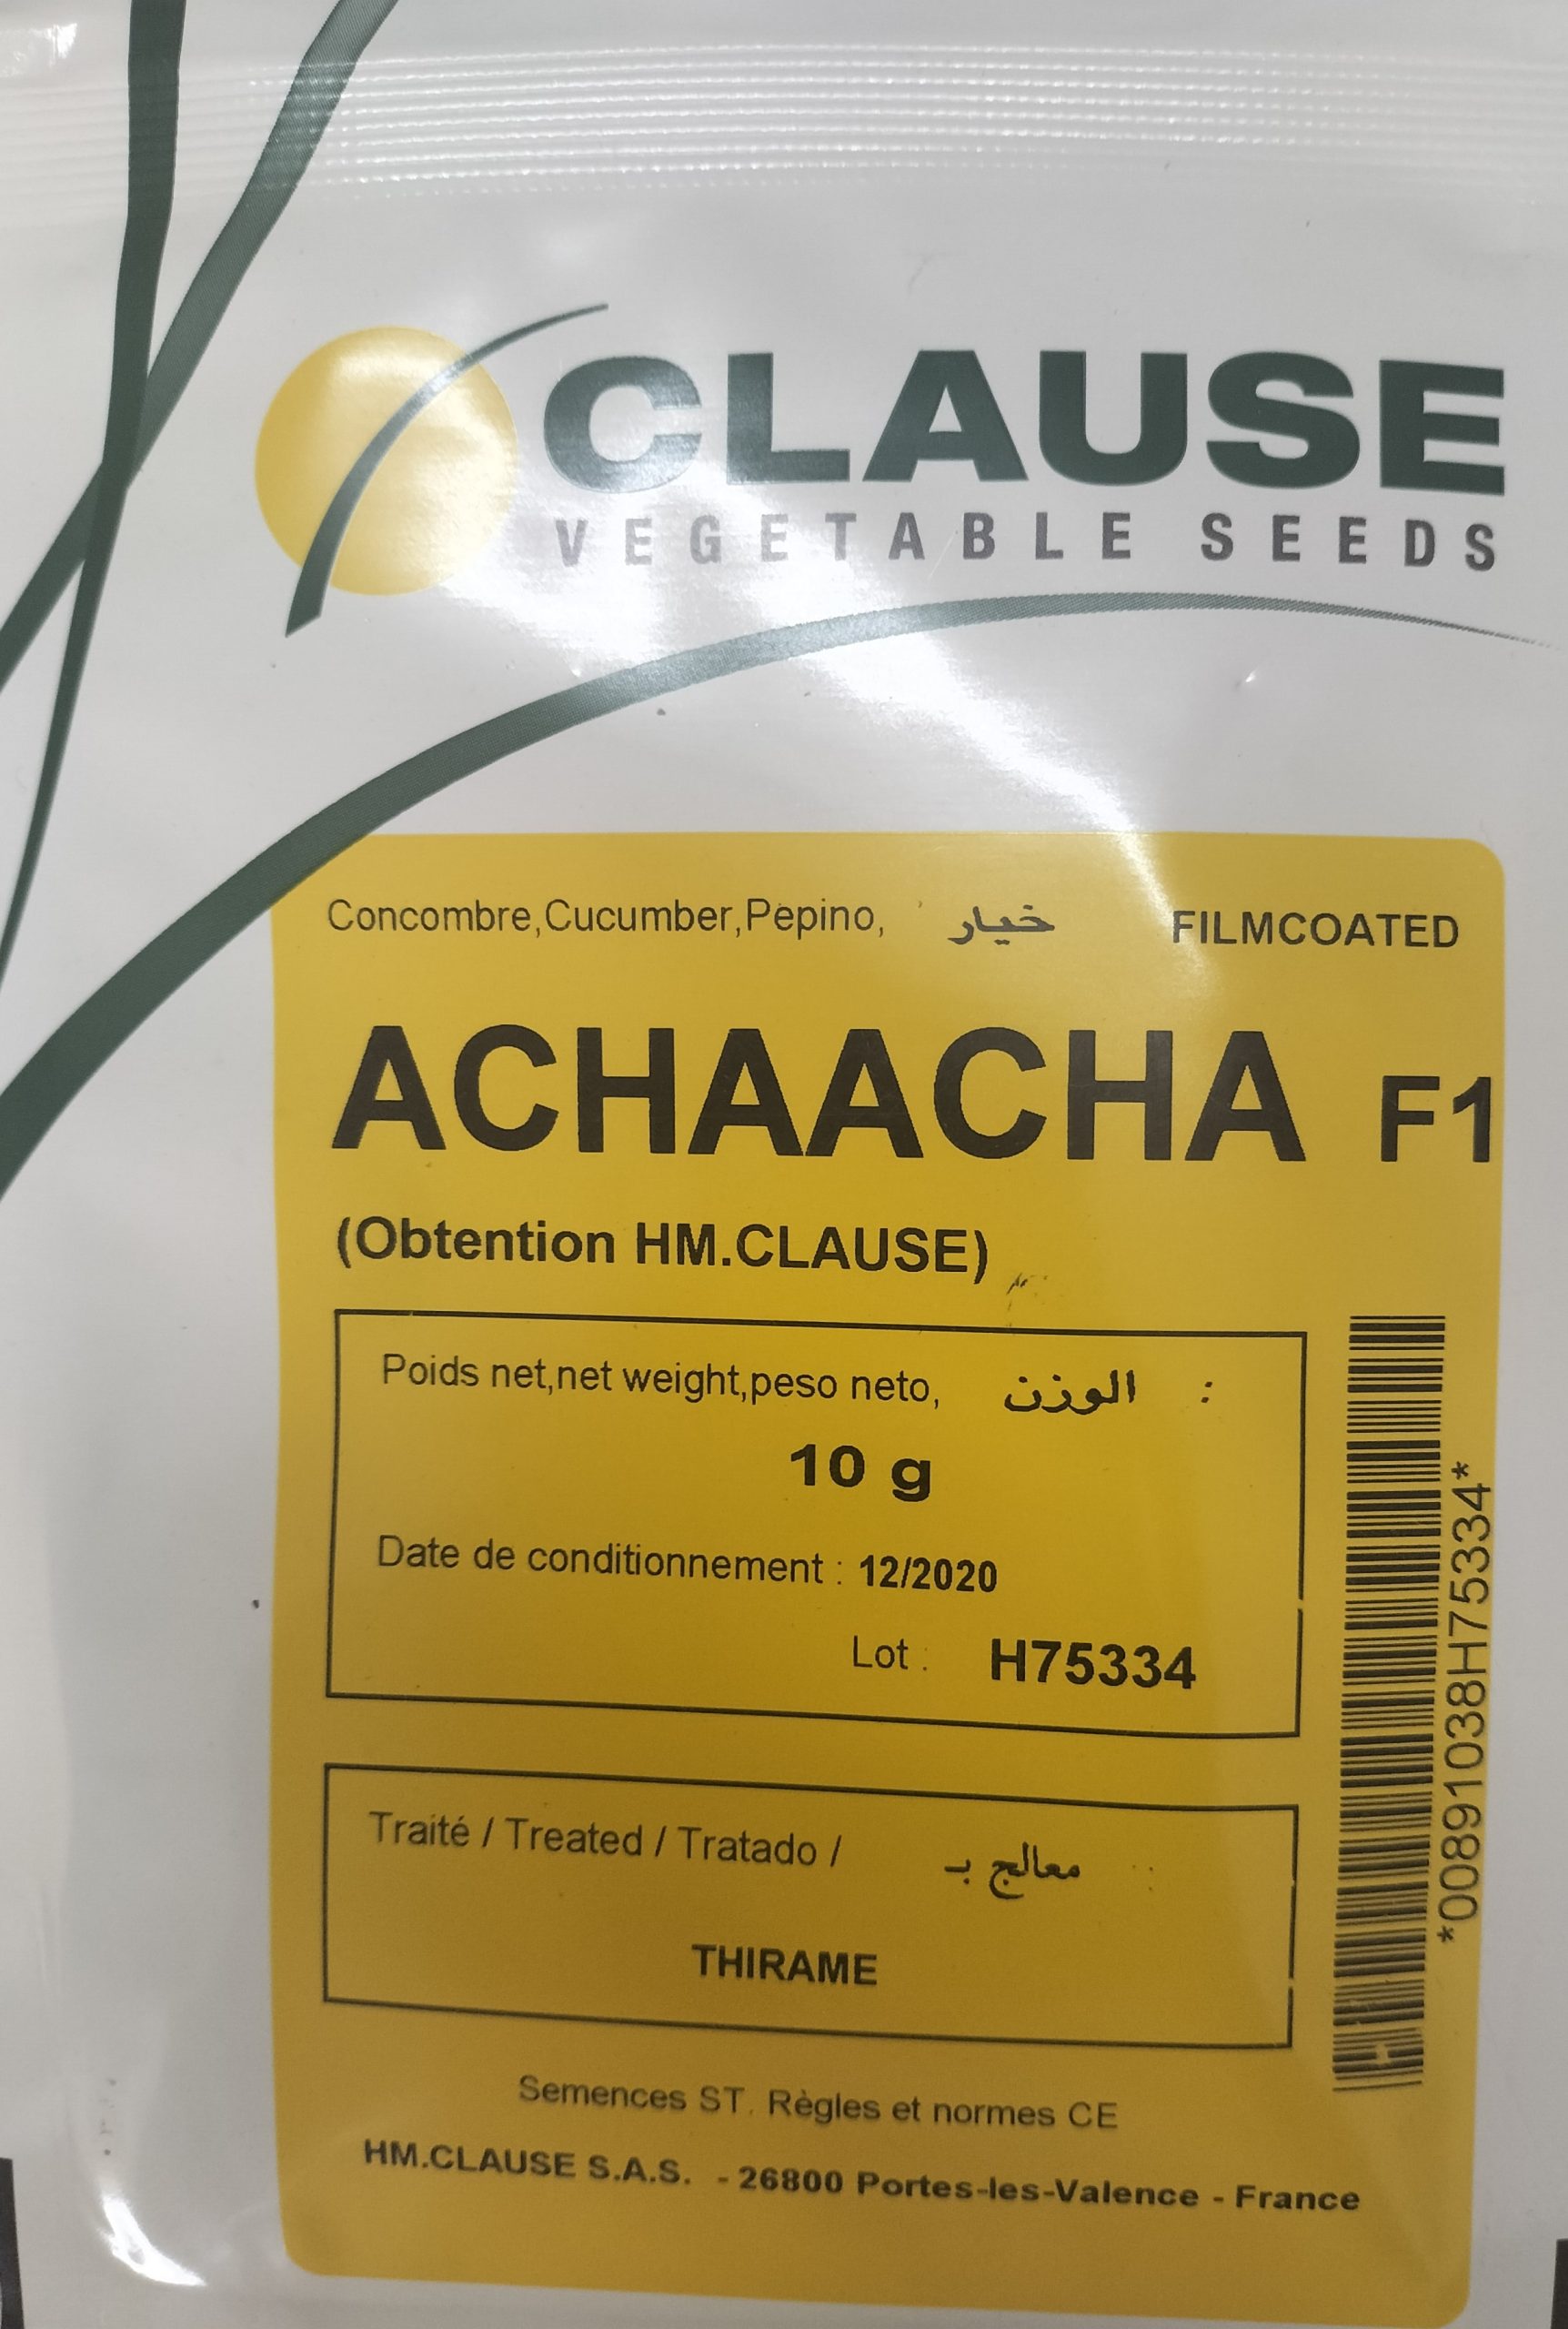 CLAUSE
VEGETABLE SEEDS
Concombre,Cucumber,Pepino, خيار FILMCOATED
ACHAACHA F1
(Obtention HM.CLAUSE)
Poids net,net weight,peso neto, الوزن :
10 g
Date de conditionnement : 12/2020
Lot : H75334
Traité / Treated / Tratado / معالج بـ :
THIRAME
Semences ST. Règles et normes CE
HM.CLAUSE S.A.S. - 26800 Portes-les-Valence - France
*00891038H75334*